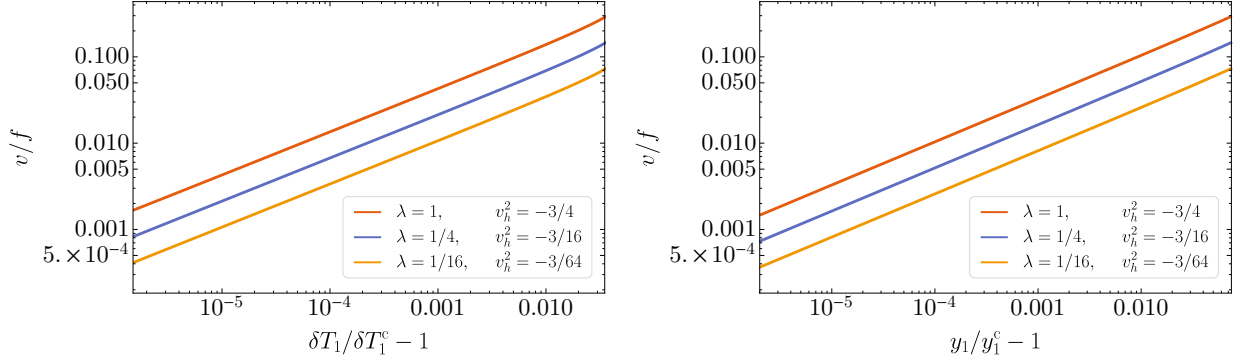 0.100
0.050
0.010
0.005
0.001
5.×10⁻⁴
v/f
λ = 1, v_h² = −3/4
λ = 1/4, v_h² = −3/16
λ = 1/16, v_h² = −3/64
10⁻⁵ 10⁻⁴ 0.001 0.010
δT₁/δT₁ᶜ − 1
0.100
0.050
0.010
0.005
0.001
5.×10⁻⁴
v/f
λ = 1, v_h² = −3/4
λ = 1/4, v_h² = −3/16
λ = 1/16, v_h² = −3/64
10⁻⁵ 10⁻⁴ 0.001 0.010
y₁/y₁ᶜ − 1